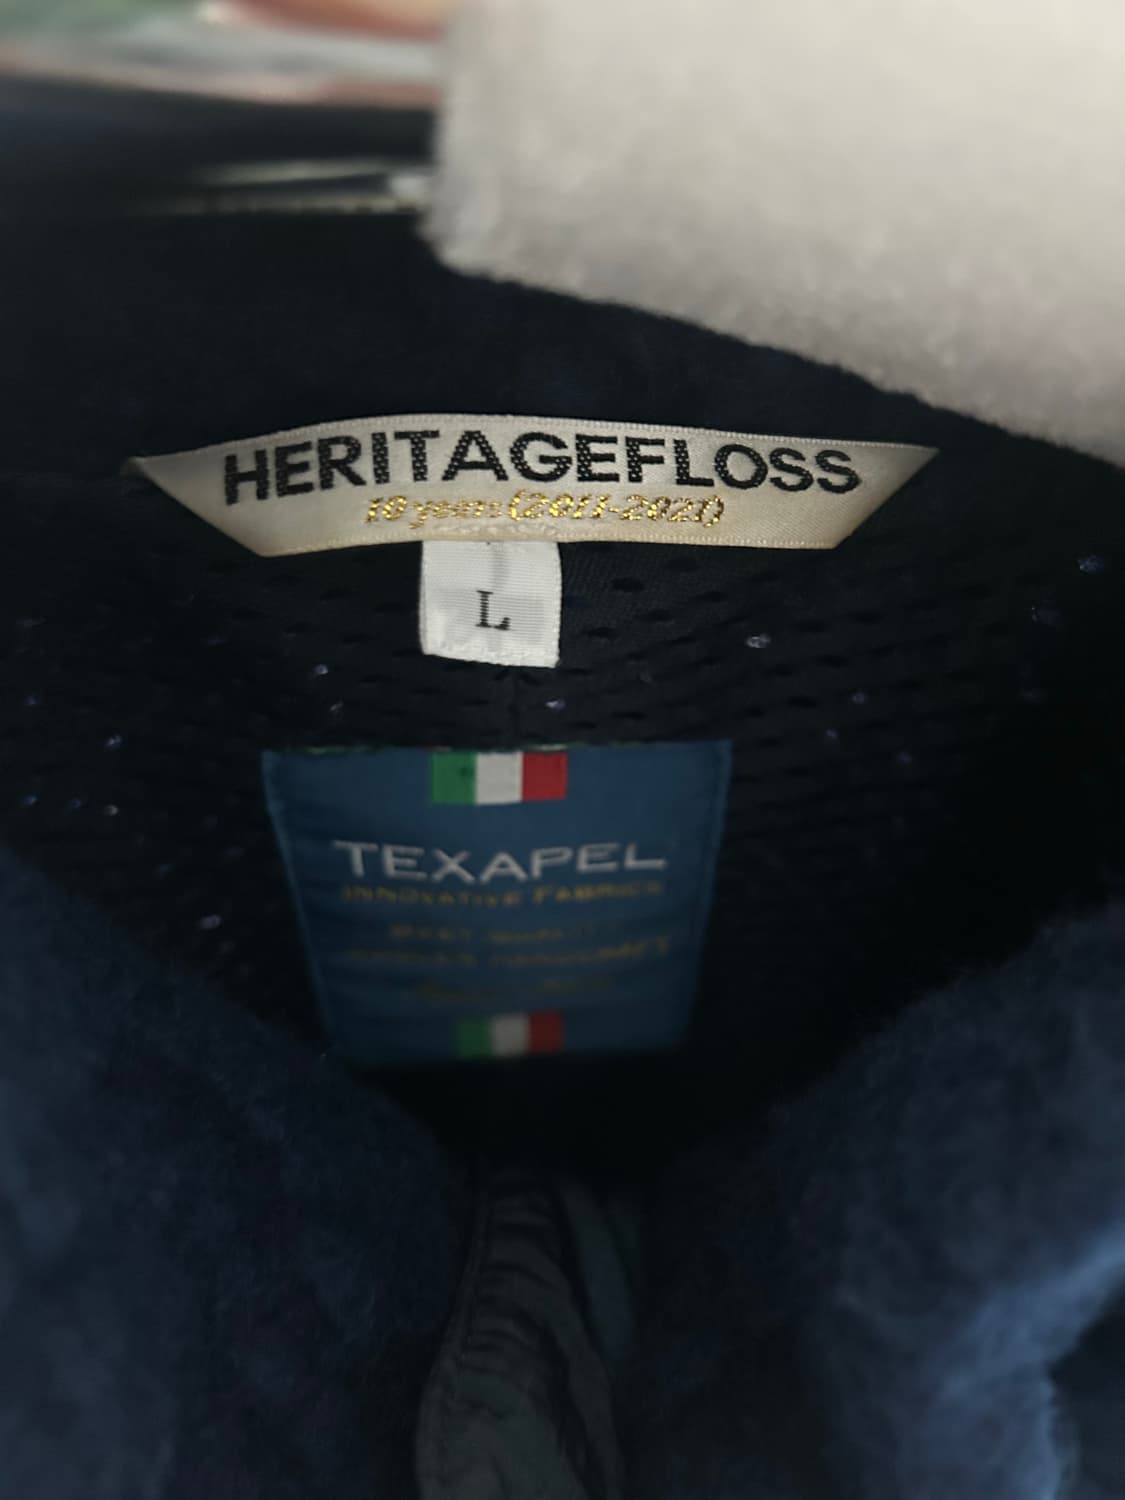 HERITAGEFLOSS
10 years (2011-2021)
L
TEXAPEL
INNOVATIVE FABRICS